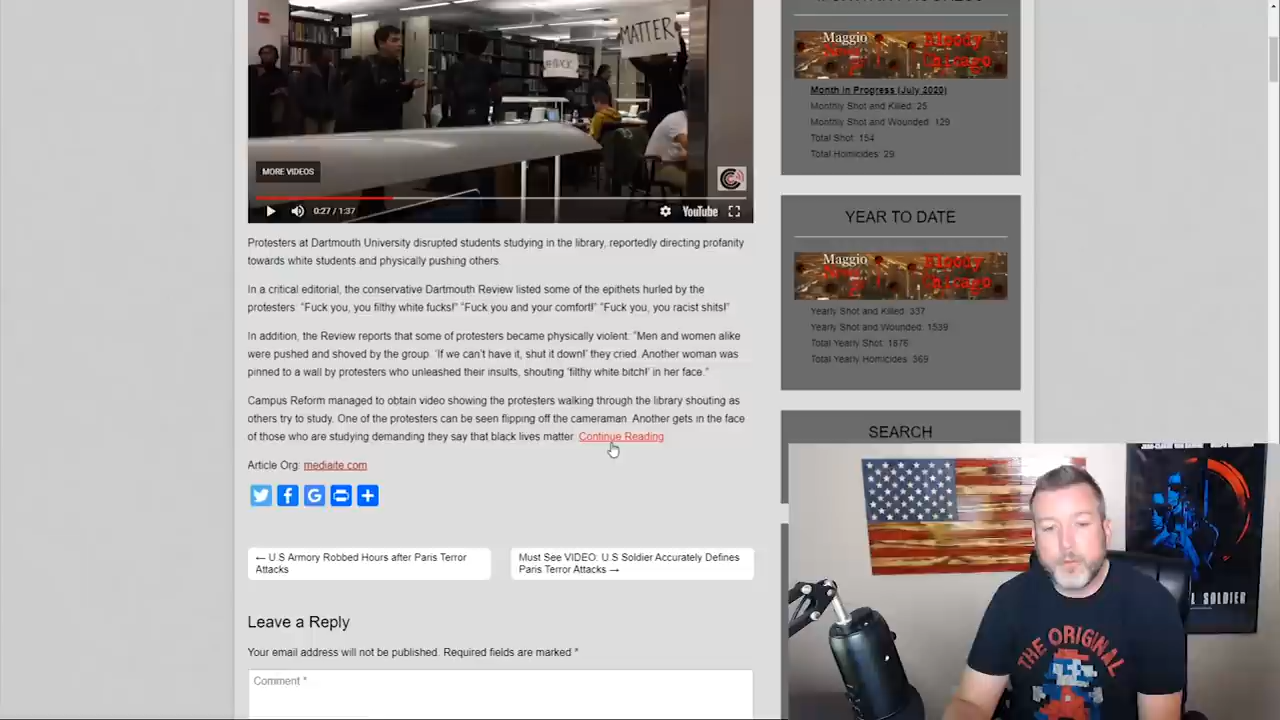 MATTER
MORE VIDEOS
0:27 / 1:37
YouTube
Protesters at Dartmouth University disrupted students studying in the library, reportedly directing profanity
towards white students and physically pushing others.
In a critical editorial, the conservative Dartmouth Review listed some of the epithets hurled by the
protesters: “Fuck you, you filthy white fucks!” “Fuck you and your comfort!” “Fuck you, you racist shits!”
In addition, the Review reports that some of protesters became physically violent: “Men and women alike
were pushed and shoved by the group. ‘If we can’t have it, shut it down!’ they cried. Another woman was
pinned to a wall by protesters who unleashed their insults, shouting ‘filthy white bitch!’ in her face.”
Campus Reform managed to obtain video showing the protesters walking through the library shouting as
others try to study. One of the protesters can be seen flipping off the cameraman. Another gets in the face
of those who are studying demanding they say that black lives matter. Continue Reading
Article Org: mediaite.com
← U.S Armory Robbed Hours after Paris Terror
Attacks
Must See VIDEO: U.S Soldier Accurately Defines
Paris Terror Attacks →
Leave a Reply
Your email address will not be published. Required fields are marked *
Comment *
Maggio
News
Bloody
Chicago
Month in Progress (July 2020)
Monthly Shot and Killed: 25
Monthly Shot and Wounded: 129
Total Shot: 154
Total Homicides: 29
YEAR TO DATE
Maggio
News
Bloody
Chicago
Yearly Shot and Killed: 337
Yearly Shot and Wounded: 1539
Total Yearly Shot: 1876
Total Yearly Homicides: 369
SEARCH
SOLDIER
THE ORIGINAL